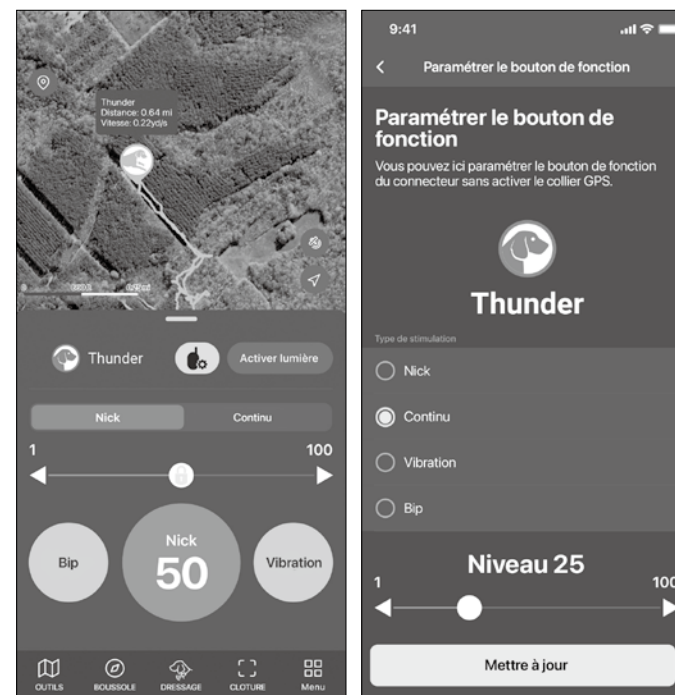 Thunder
Distance: 0.64 mi
Vitesse: 0.22yd/s
Thunder
Activer lumière
Nick
Continu
1
100
Bip
Nick
50
Vibration
OUTILS
BOUSSOLE
DRESSAGE
CLOTURE
Menu
9:41
Paramétrer le bouton de fonction
Paramétrer le bouton de
fonction
Vous pouvez ici paramétrer le bouton de fonction
du connecteur sans activer le collier GPS.
Thunder
Type de stimulation
Nick
Continu
Vibration
Bip
Niveau 25
1
100
Mettre à jour